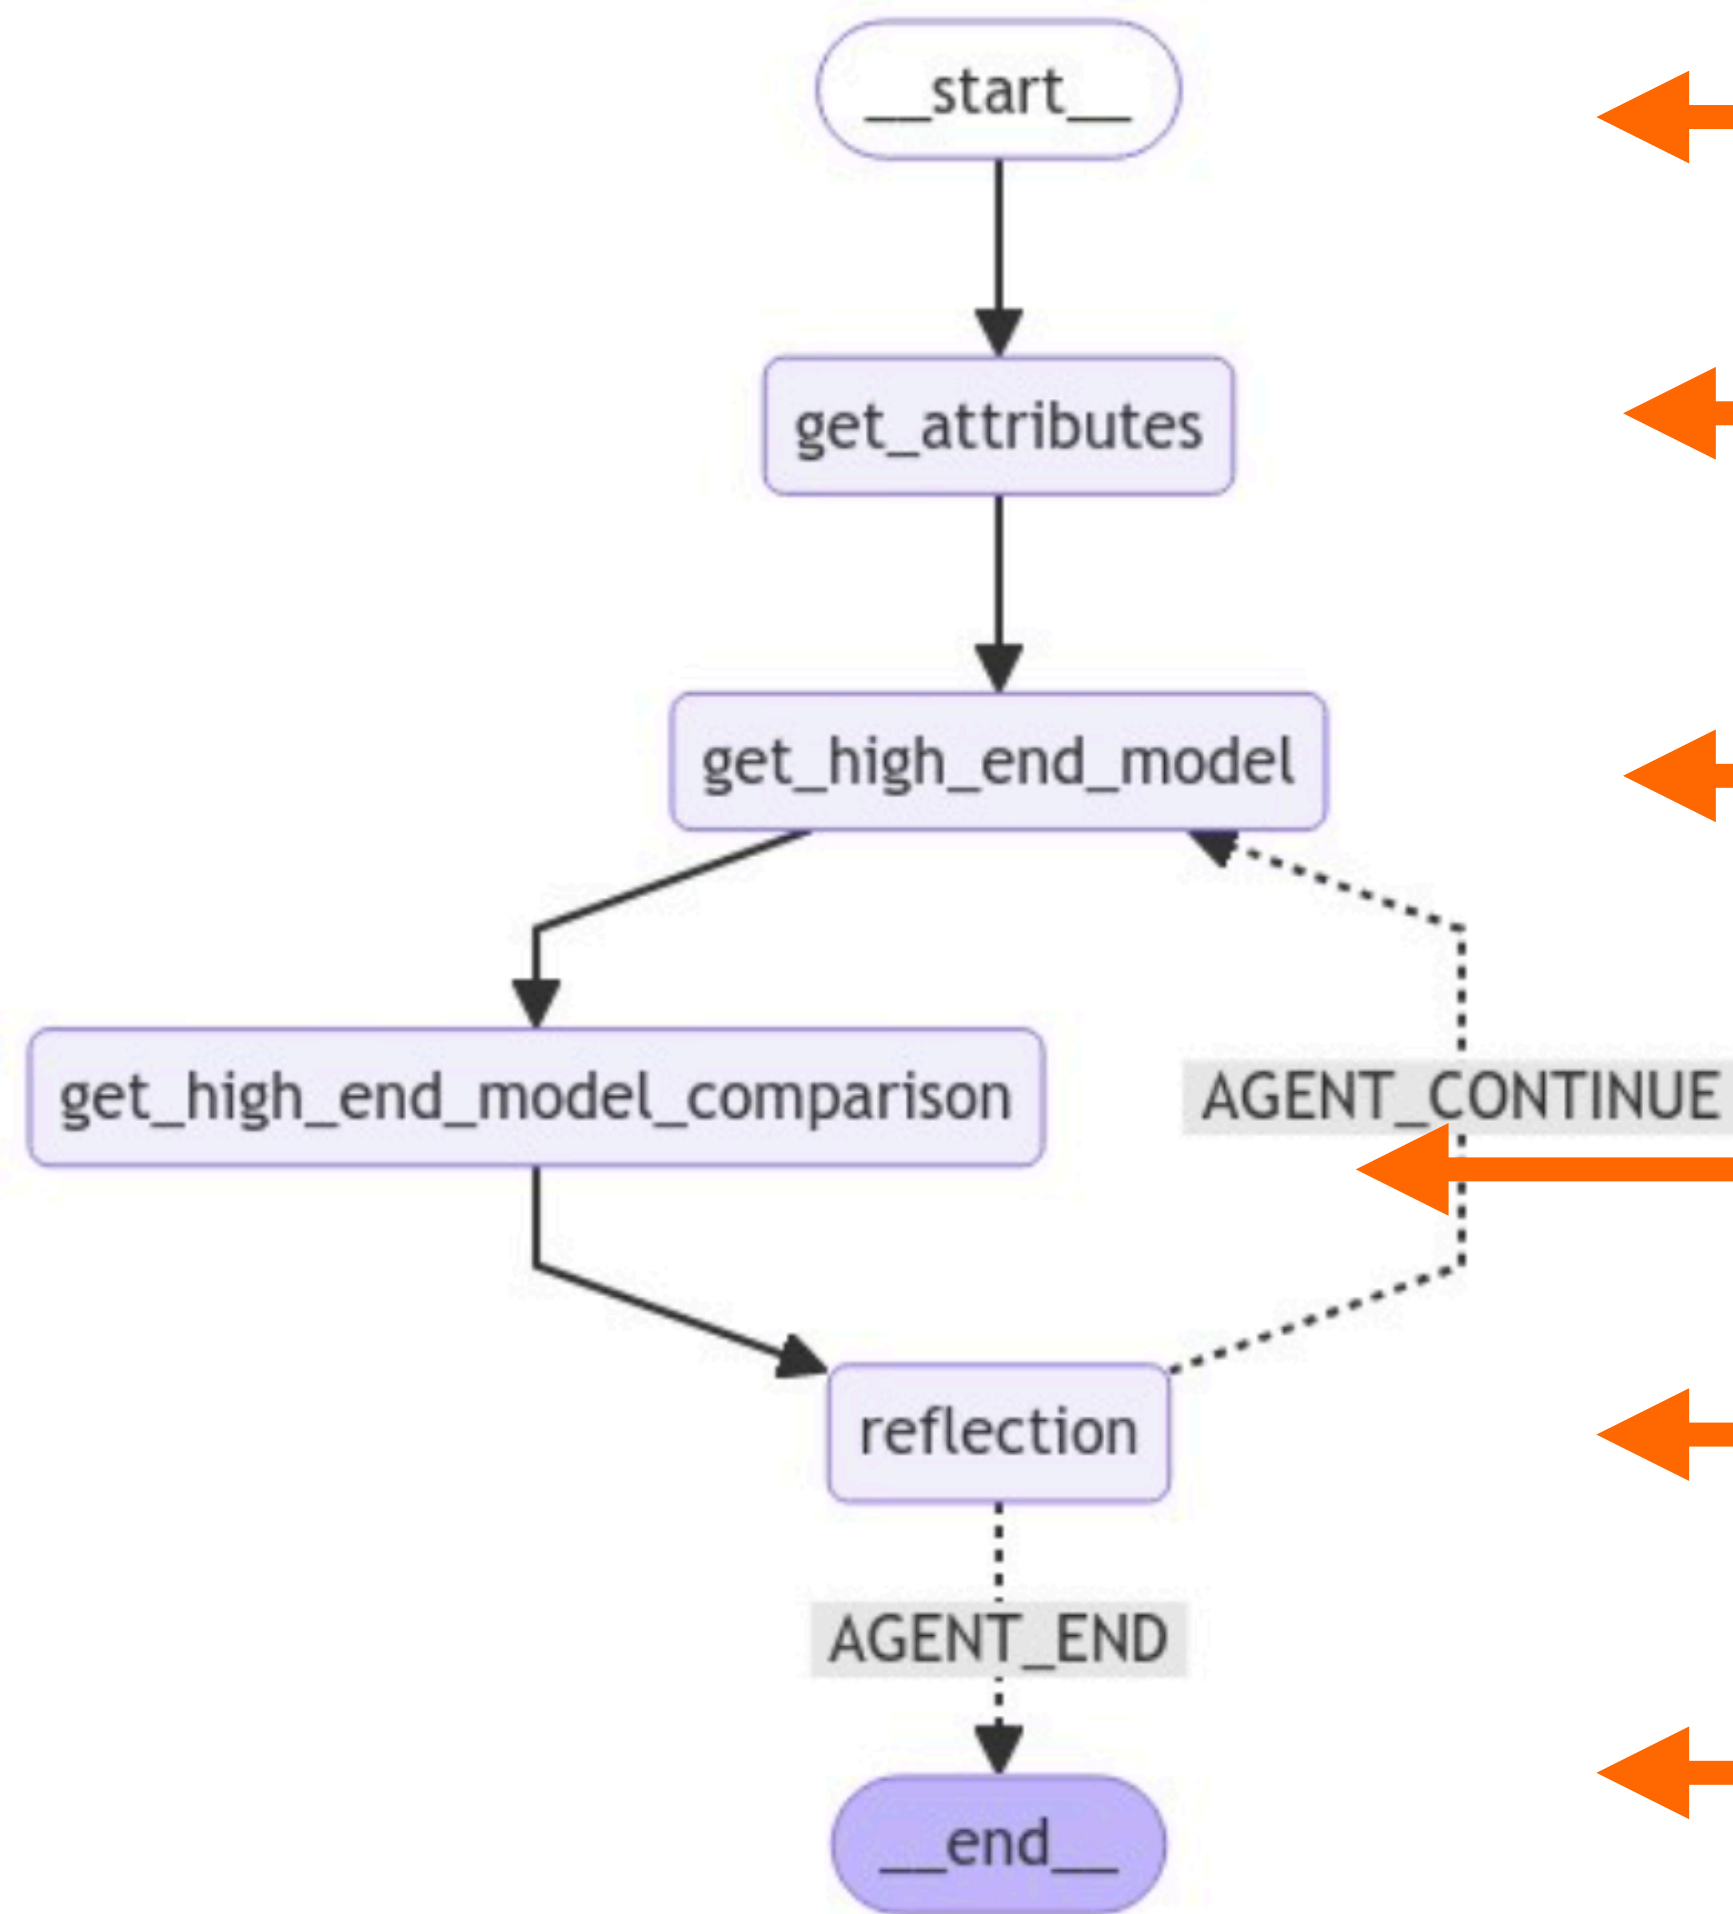 __start__
get_attributes
get_high_end_model
get_high_end_model_comparison
AGENT_CONTINUE
reflection
AGENT_END
__end__